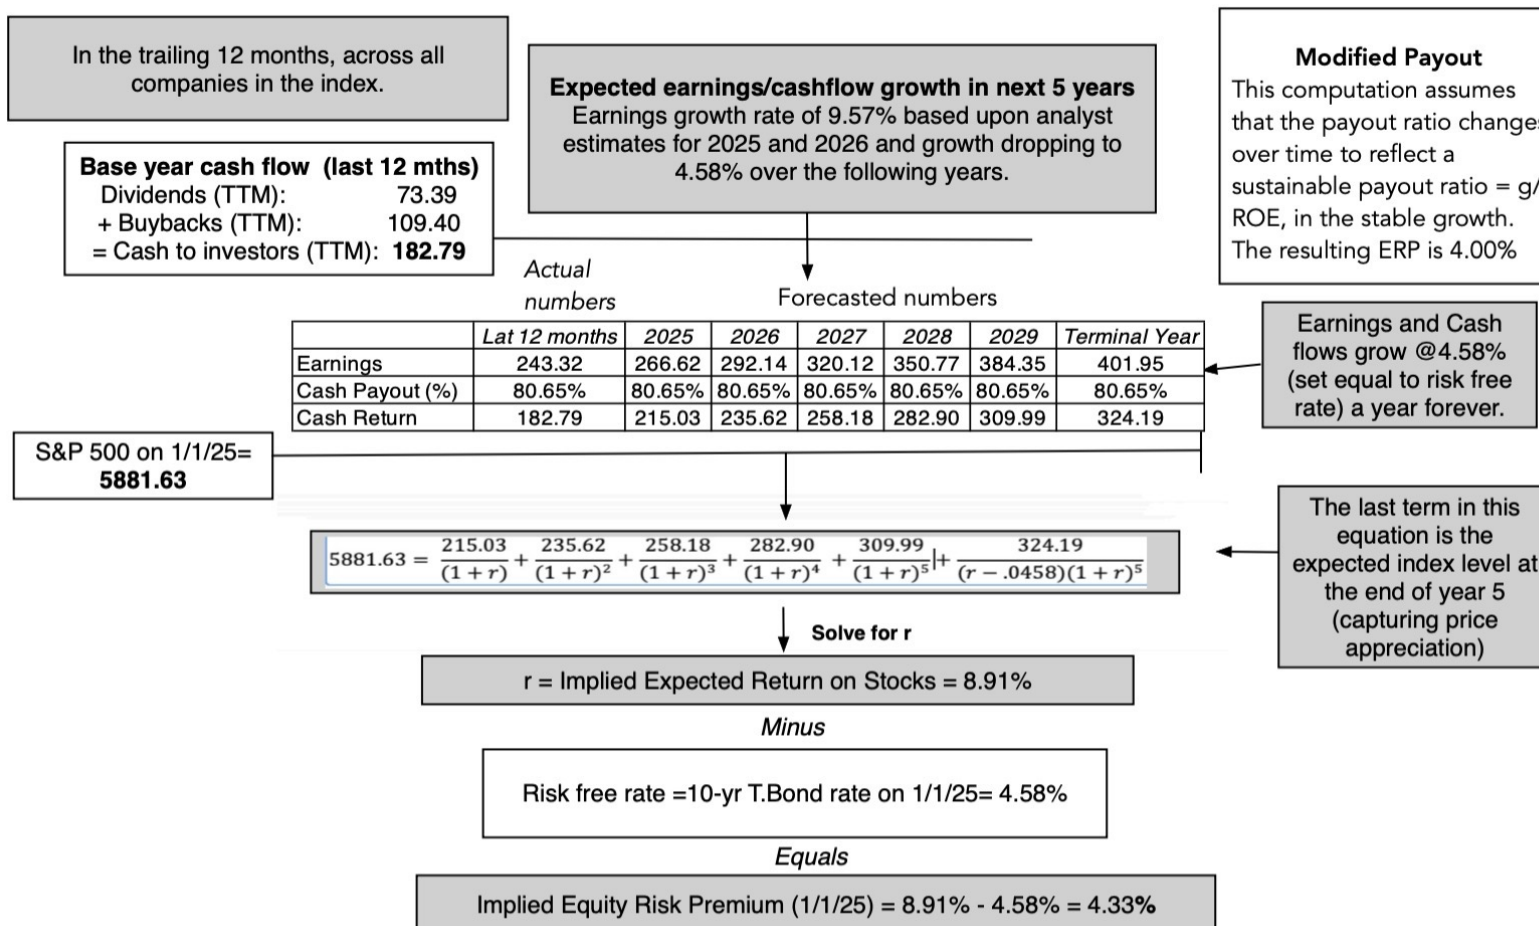 In the trailing 12 months, across all
companies in the index.
Expected earnings/cashflow growth in next 5 years
Earnings growth rate of 9.57% based upon analyst
estimates for 2025 and 2026 and growth dropping to
4.58% over the following years.
Modified Payout
This computation assumes
that the payout ratio changes
over time to reflect a
sustainable payout ratio = g/
ROE, in the stable growth.
The resulting ERP is 4.00%
Base year cash flow (last 12 mths)
Dividends (TTM): 73.39
+ Buybacks (TTM): 109.40
= Cash to investors (TTM): 182.79
Actual
numbers
Forecasted numbers
Lat 12 months 2025 2026 2027 2028 2029 Terminal Year
Earnings 243.32 266.62 292.14 320.12 350.77 384.35 401.95
Cash Payout (%) 80.65% 80.65% 80.65% 80.65% 80.65% 80.65% 80.65%
Cash Return 182.79 215.03 235.62 258.18 282.90 309.99 324.19
Earnings and Cash
flows grow @4.58%
(set equal to risk free
rate) a year forever.
S&P 500 on 1/1/25=
5881.63
5881.63 = 215.03/(1 + r) + 235.62/(1 + r)² + 258.18/(1 + r)³ + 282.90/(1 + r)⁴ + 309.99/(1 + r)⁵ + 324.19/(r − .0458)(1 + r)⁵
The last term in this
equation is the
expected index level at
the end of year 5
(capturing price
appreciation)
Solve for r
r = Implied Expected Return on Stocks = 8.91%
Minus
Risk free rate =10-yr T.Bond rate on 1/1/25= 4.58%
Equals
Implied Equity Risk Premium (1/1/25) = 8.91% - 4.58% = 4.33%